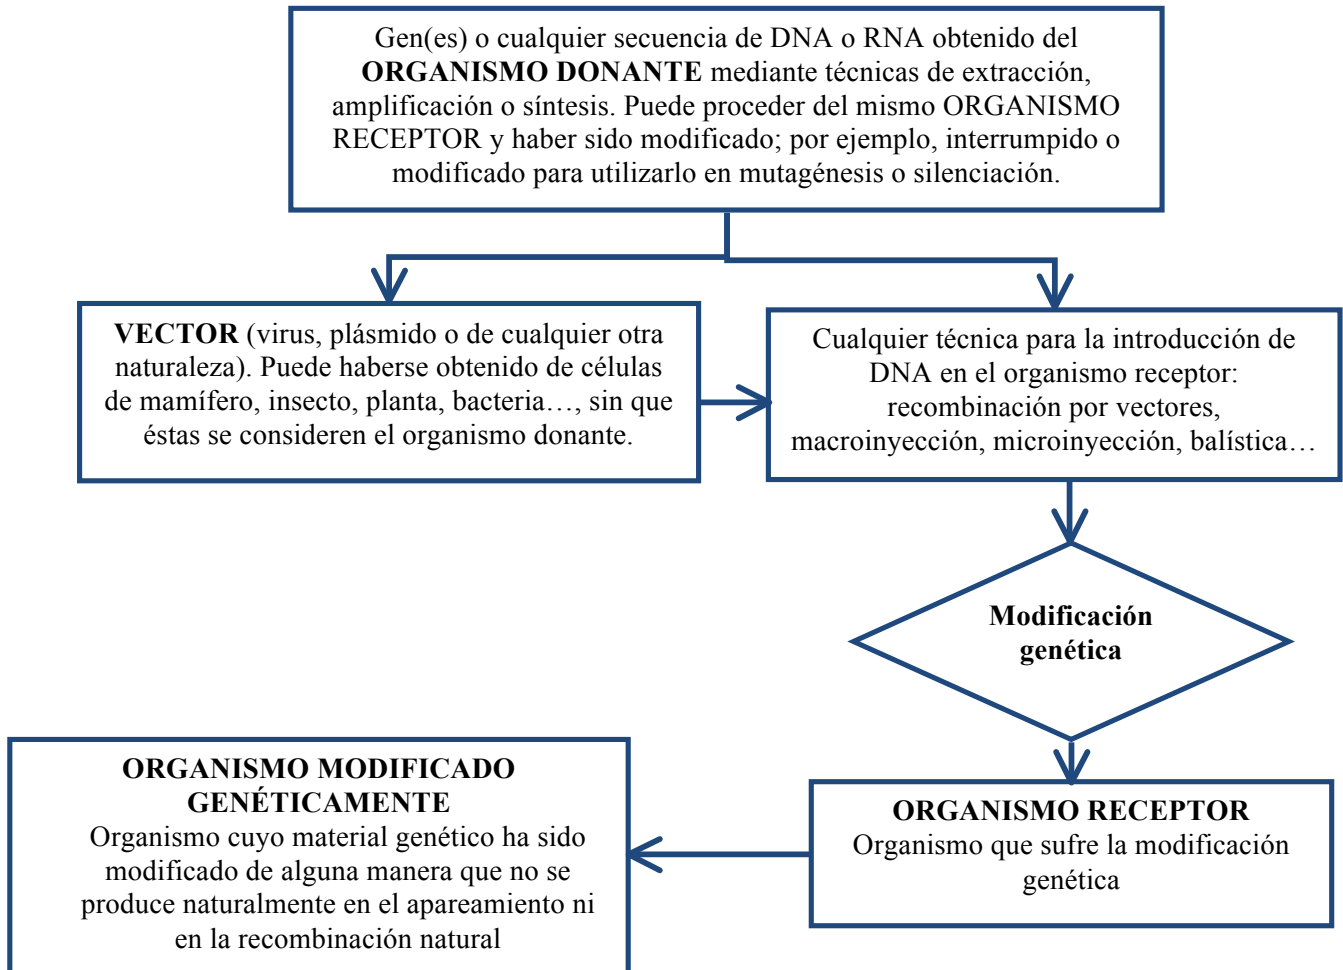 Gen(es) o cualquier secuencia de DNA o RNA obtenido del
ORGANISMO DONANTE mediante técnicas de extracción,
amplificación o síntesis. Puede proceder del mismo ORGANISMO
RECEPTOR y haber sido modificado; por ejemplo, interrumpido o
modificado para utilizarlo en mutagénesis o silenciación.
VECTOR (virus, plásmido o de cualquier otra
naturaleza). Puede haberse obtenido de células
de mamífero, insecto, planta, bacteria…, sin que
éstas se consideren el organismo donante.
Cualquier técnica para la introducción de
DNA en el organismo receptor:
recombinación por vectores,
macroinyección, microinyección, balística…
Modificación
genética
ORGANISMO RECEPTOR
Organismo que sufre la modificación
genética
ORGANISMO MODIFICADO
GENÉTICAMENTE
Organismo cuyo material genético ha sido
modificado de alguna manera que no se
produce naturalmente en el apareamiento ni
en la recombinación natural